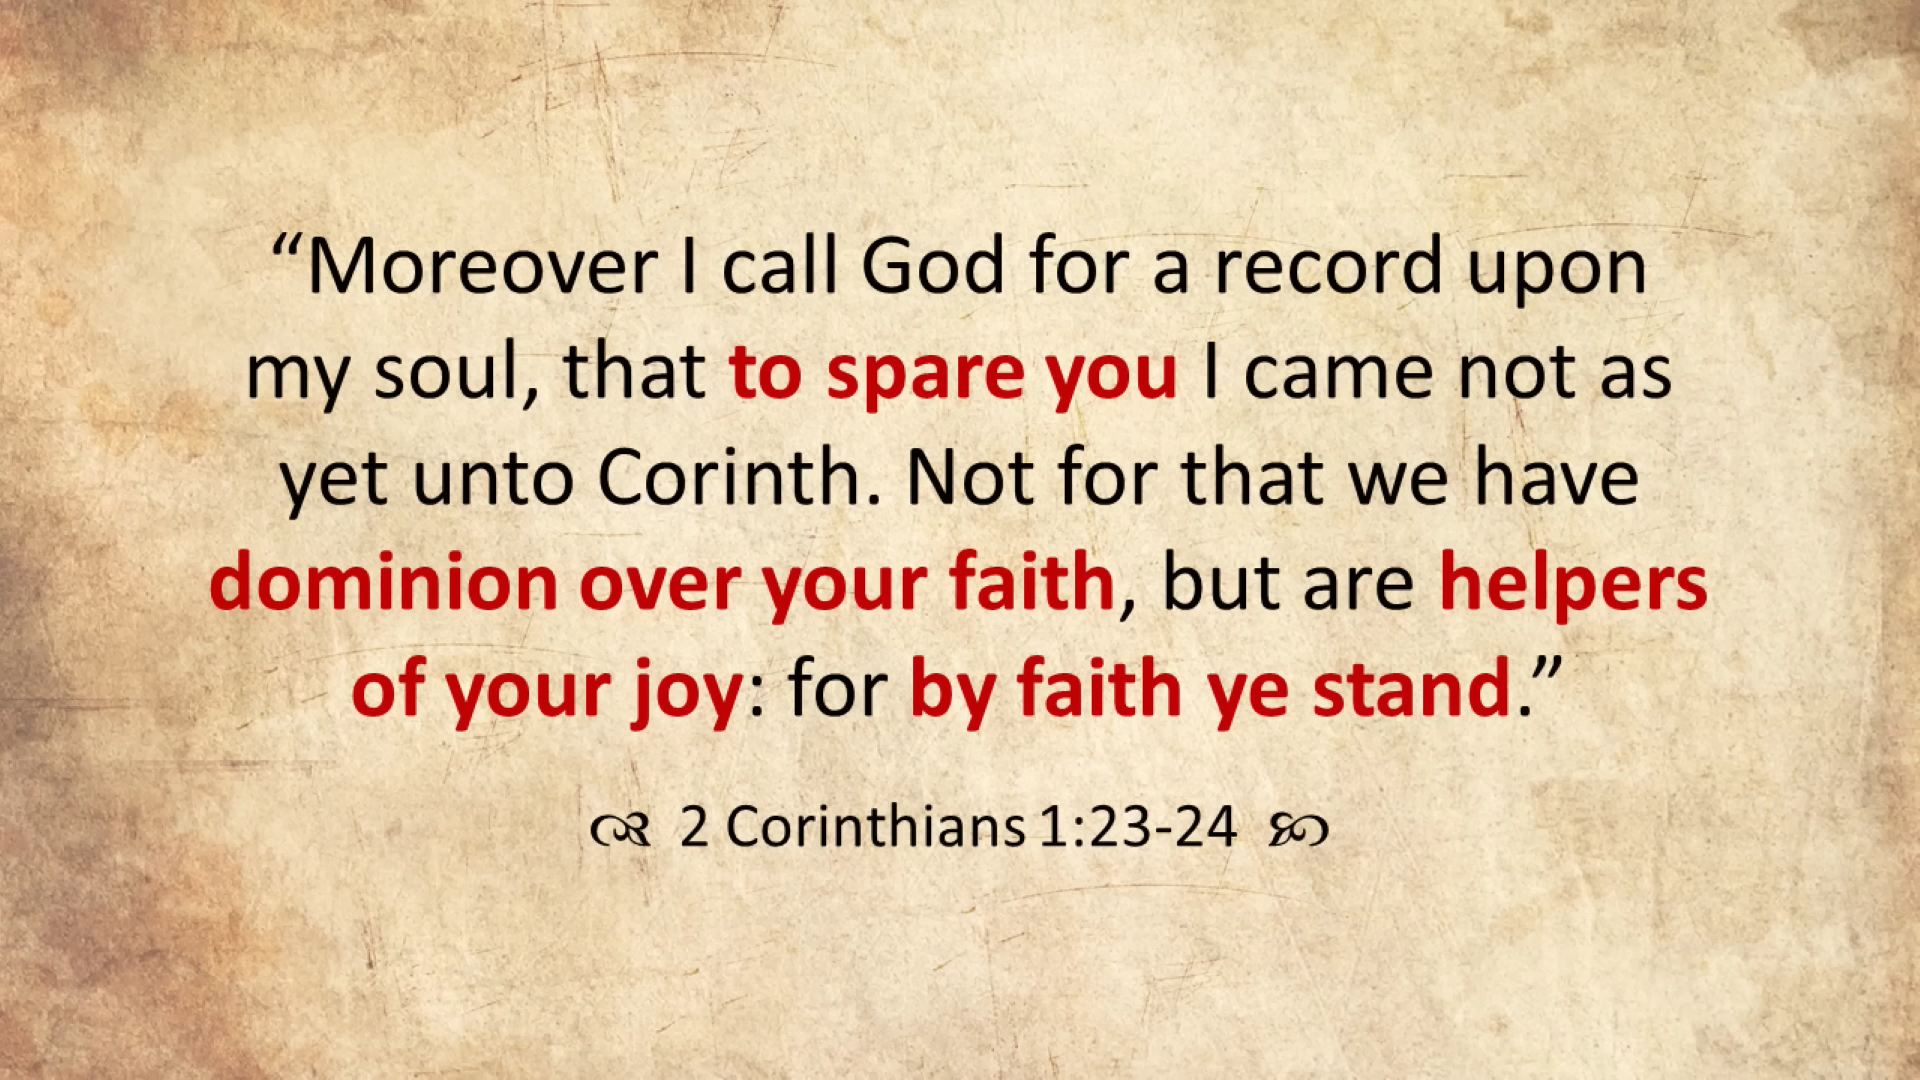 “Moreover I call God for a record upon
my soul, that to spare you I came not as
yet unto Corinth. Not for that we have
dominion over your faith, but are helpers
of your joy: for by faith ye stand.”
2 Corinthians 1:23-24